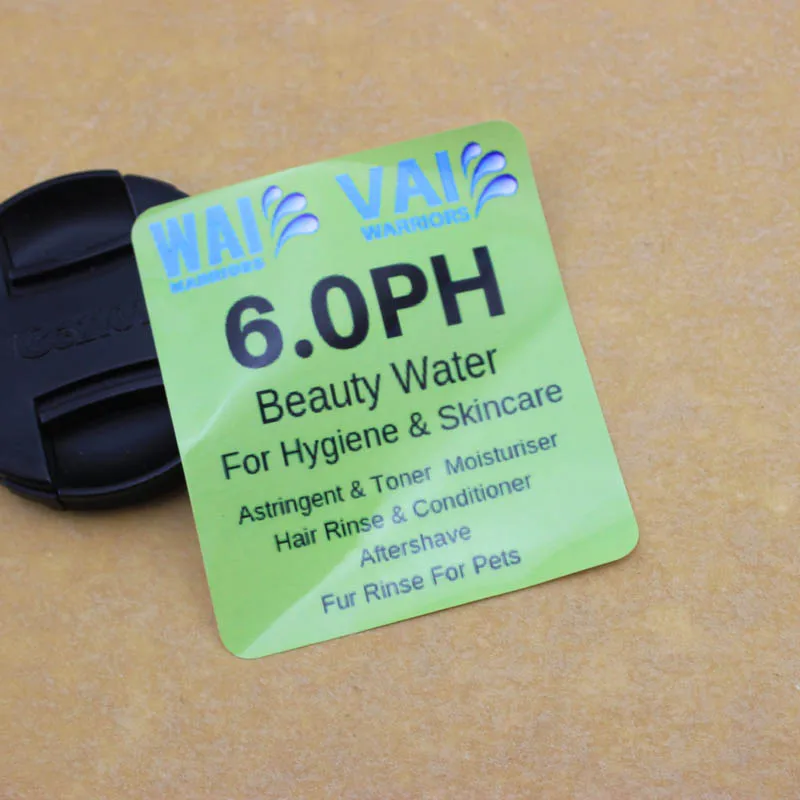 WAI
WARRIORS
VAI
WARRIORS
6.0PH
Beauty Water
For Hygiene & Skincare
Astringent & Toner Moisturiser
Hair Rinse & Conditioner
Aftershave
Fur Rinse For Pets
Canon